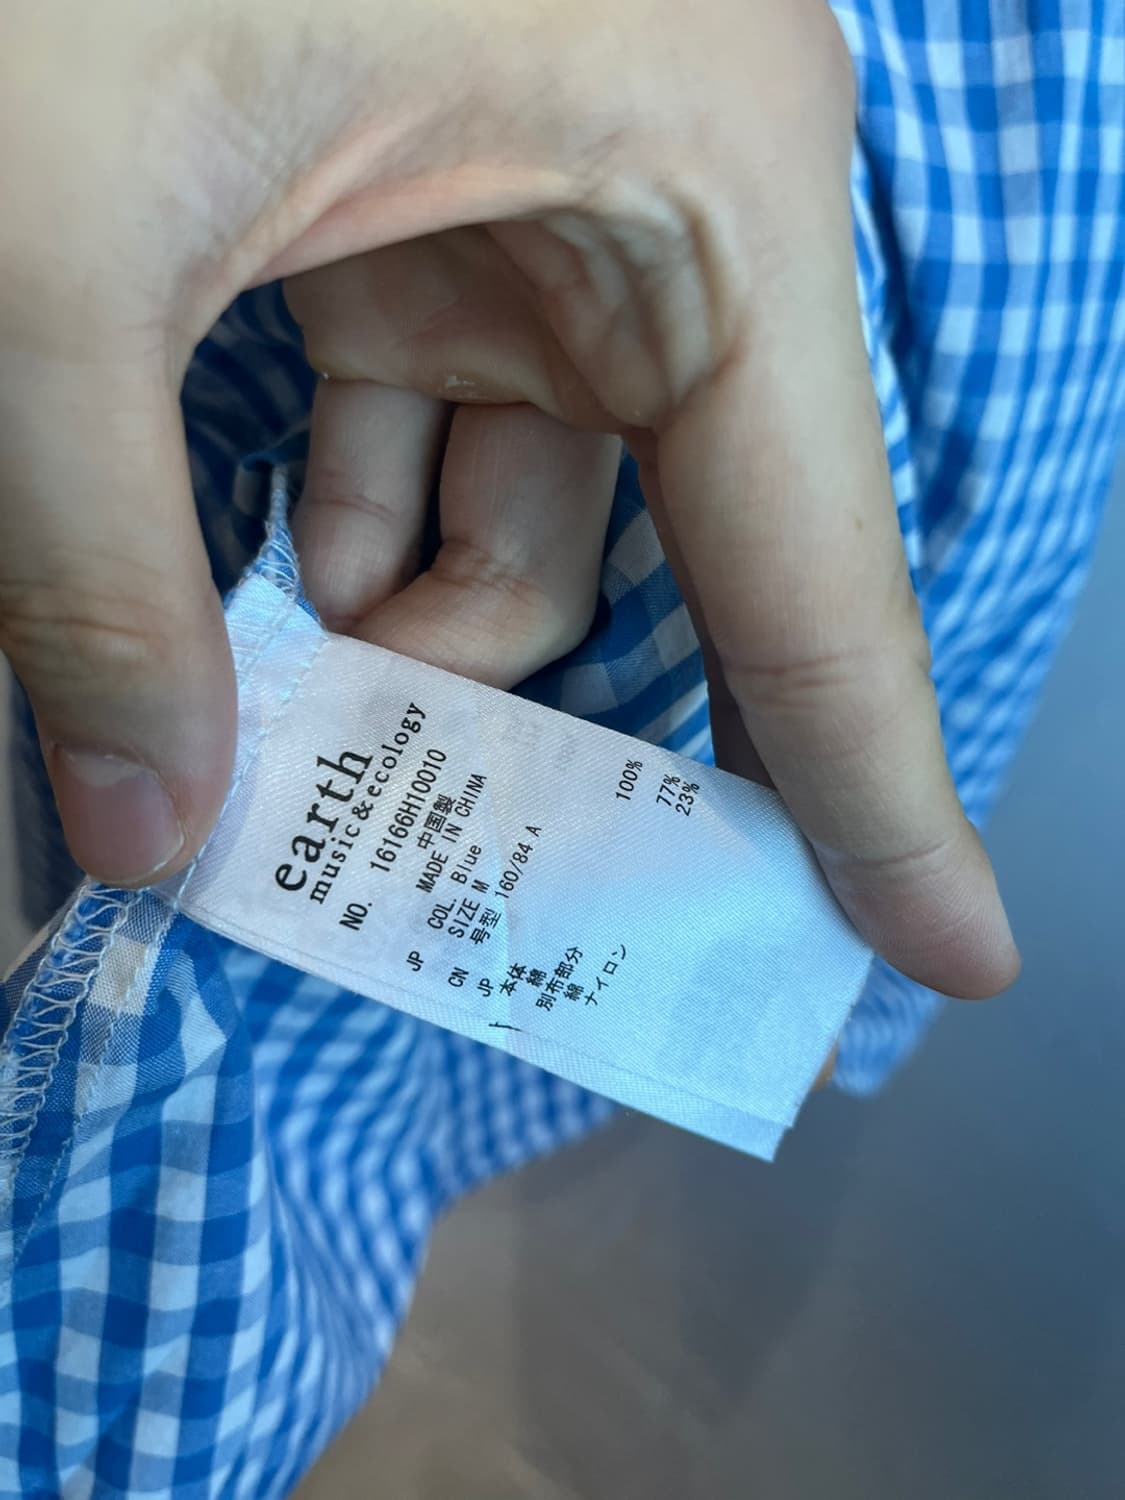 earth
music&ecology
NO. 16166H10010
中国製
MADE IN CHINA
JP COL. Blue
SIZE M
CN 号型 160/84 A
JP 本体
綿 100%
別布部分
綿 77%
ナイロン 23%